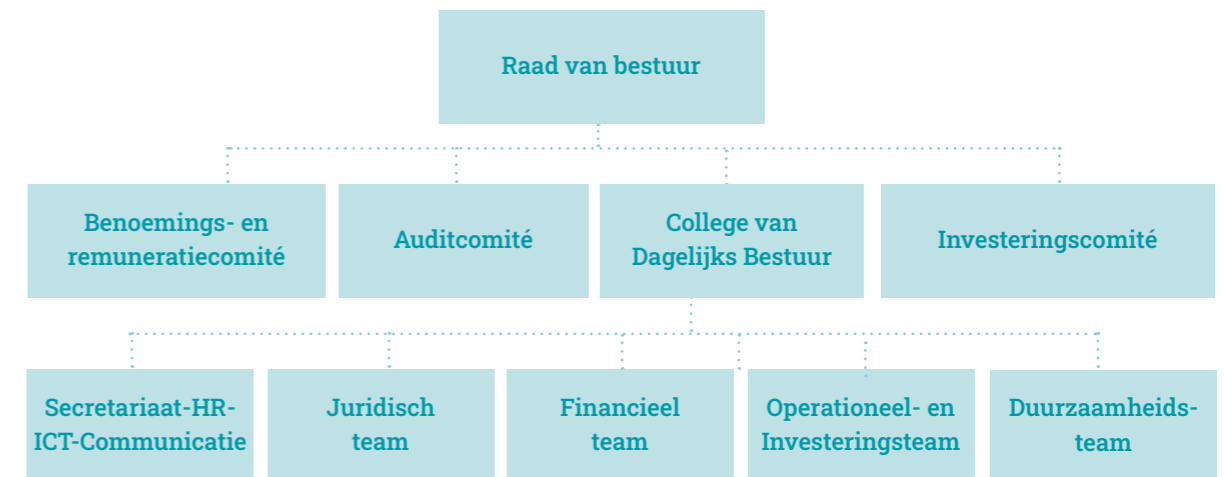 Raad van bestuur
Benoemings- en
remuneratiecomité
Auditcomité
College van
Dagelijks Bestuur
Investeringscomité
Secretariaat-HR-
ICT-Communicatie
Juridisch
team
Financieel
team
Operationeel- en
Investeringsteam
Duurzaamheids-
team